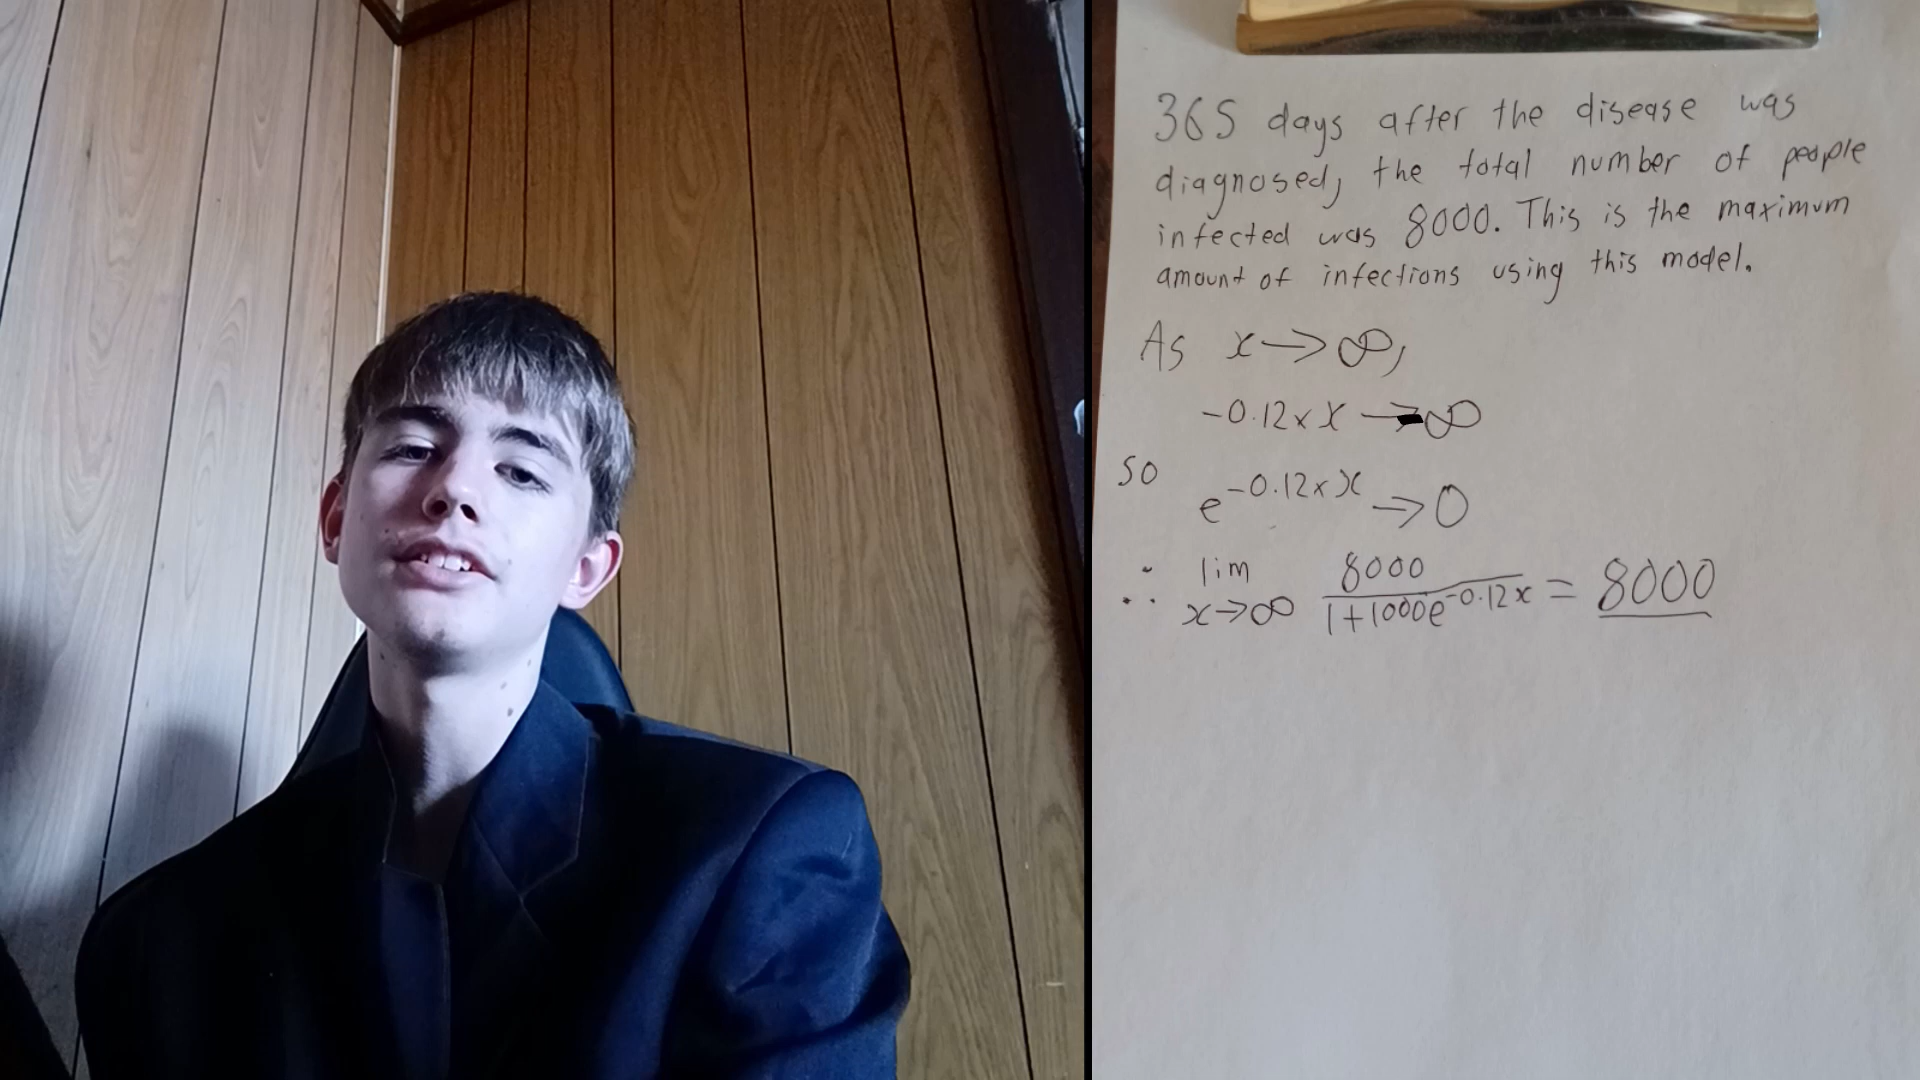 365 days after the disease was
diagnosed, the total number of people
infected was 8000. This is the maximum
amount of infections using this model.
As x → ∞,
-0.12 x x → -∞
so
e^-0.12 x x → 0
∴ lim x→∞ 8000/1+1000e^-0.12x = 8000